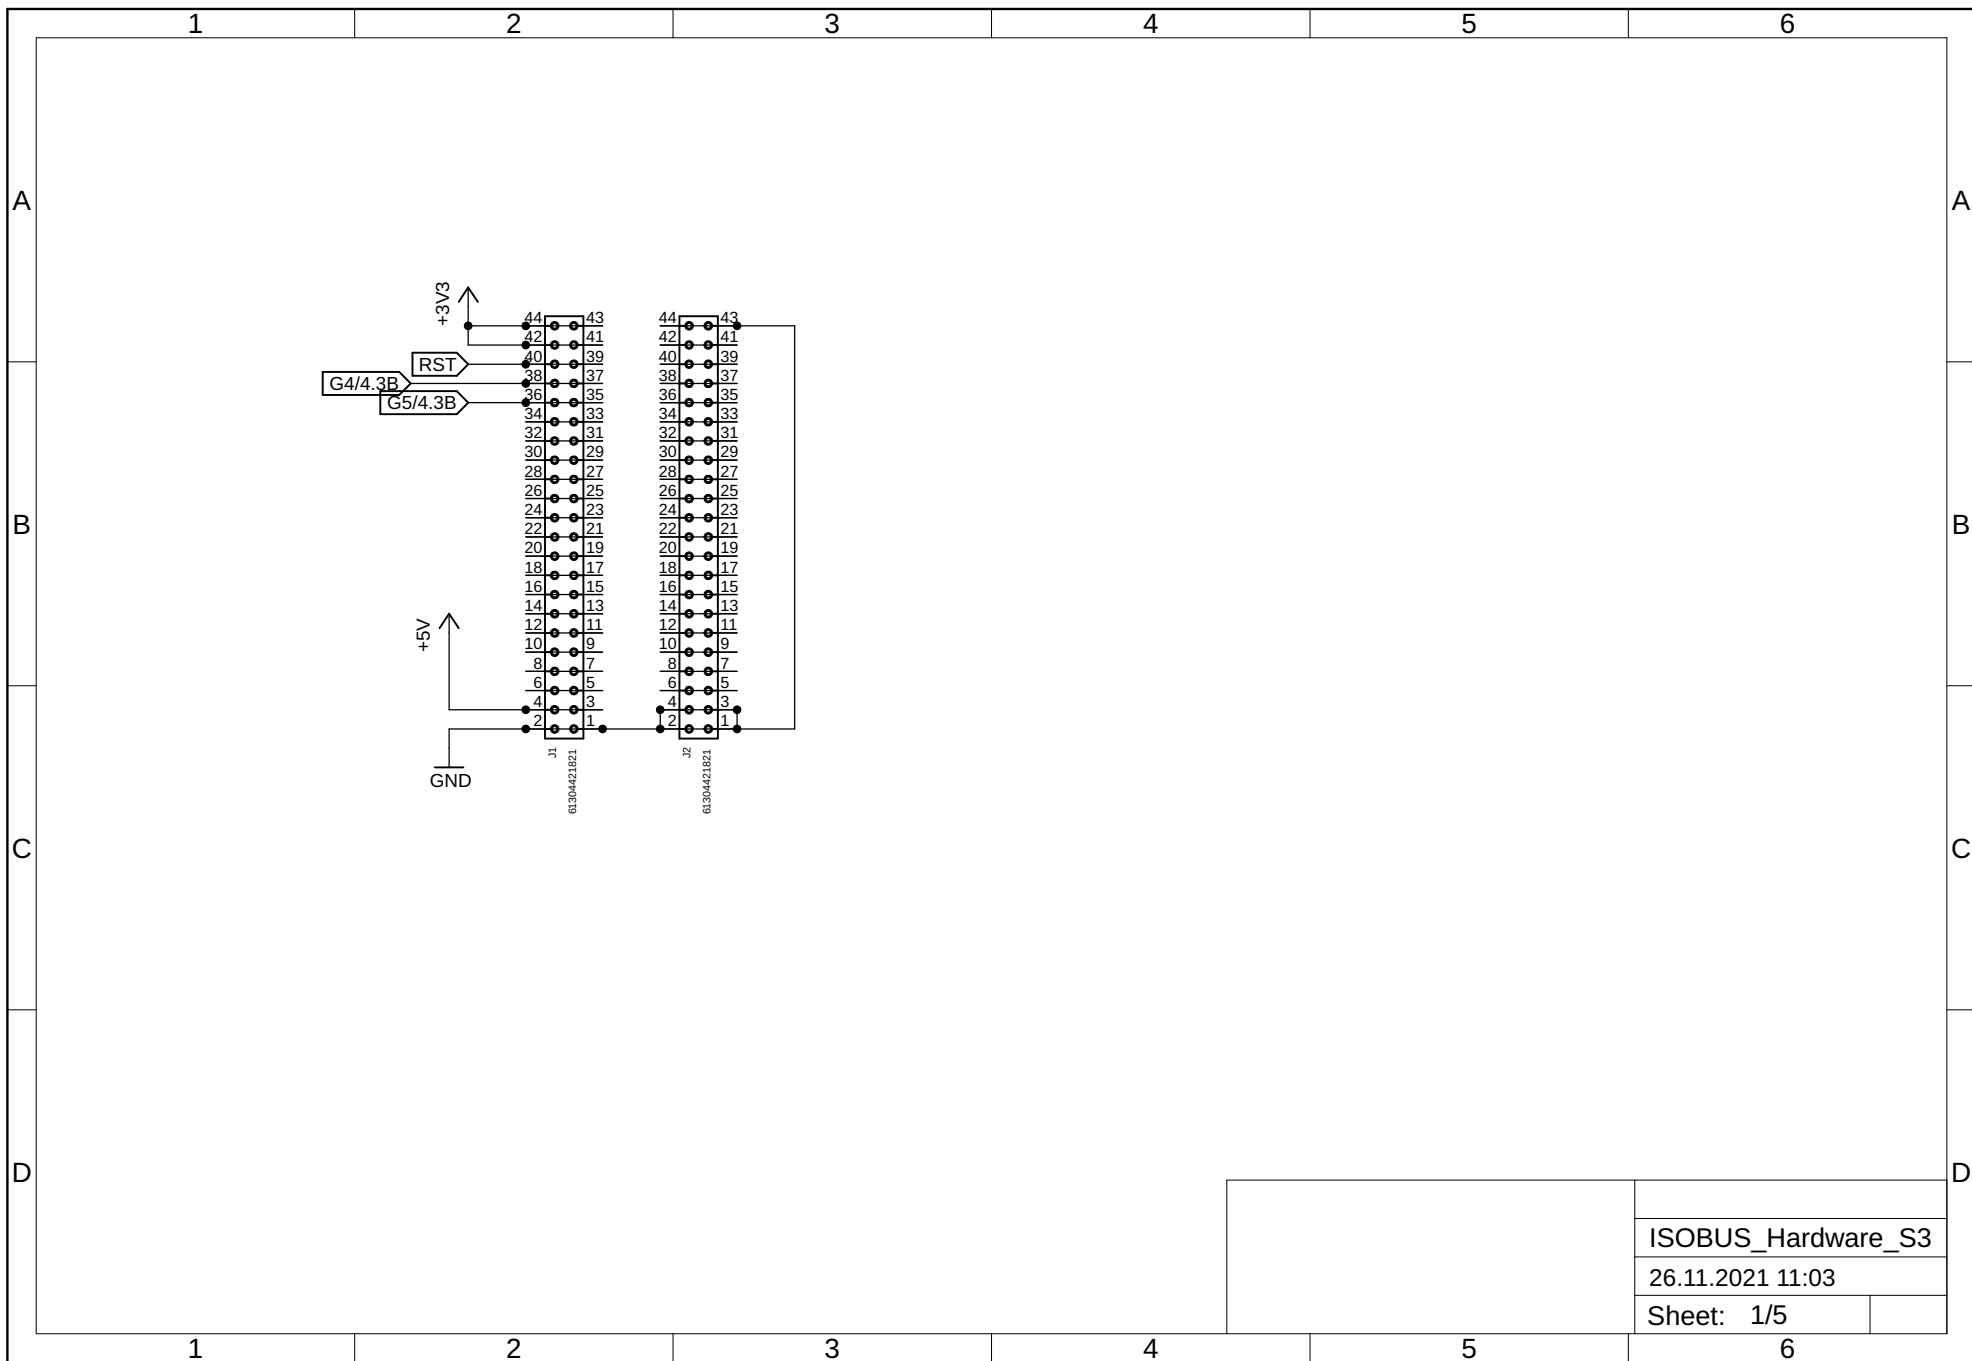 1 2 3 4 5 6
A A
+3V3
44 43 44 43
42 41 42 41
RST 40 39 40 39
G4/4.3B 38 37 38 37
G5/4.3B 36 35 36 35
34 33 34 33
32 31 32 31
30 29 30 29
28 27 28 27
26 25 26 25
B B
24 23 24 23
22 21 22 21
20 19 20 19
18 17 18 17
16 15 16 15
14 13 14 13
+5V
12 11 12 11
10 9 10 9
8 7 8 7
6 5 6 5
4 3 4 3
2 1 2 1
J1 J2
GND
61304421821 61304421821
C C
D D
ISOBUS_Hardware_S3
26.11.2021 11:03
Sheet: 1/5
1 2 3 4 5 6